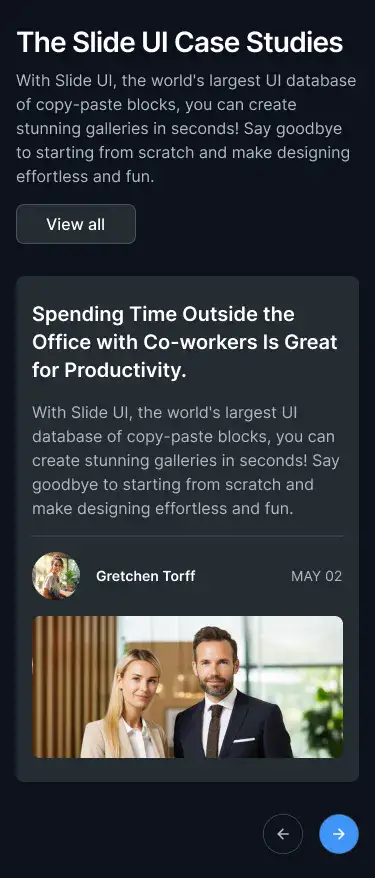 The Slide UI Case Studies
With Slide UI, the world's largest UI database
of copy-paste blocks, you can create
stunning galleries in seconds! Say goodbye
to starting from scratch and make designing
effortless and fun.
View all
Spending Time Outside the
Office with Co-workers Is Great
for Productivity.
With Slide UI, the world's largest UI
database of copy-paste blocks, you can
create stunning galleries in seconds! Say
goodbye to starting from scratch and
make designing effortless and fun.
Gretchen Torff
MAY 02